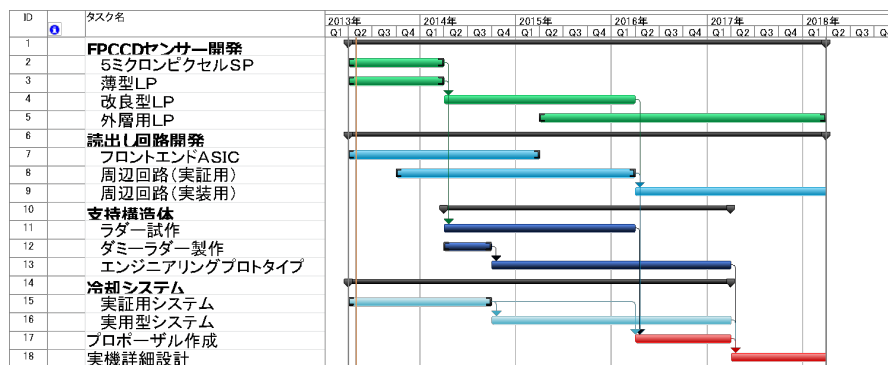 ID タスク名 2013年 2014年 2015年 2016年 2017年 2018年
Q1 Q2 Q3 Q4 Q1 Q2 Q3 Q4 Q1 Q2 Q3 Q4 Q1 Q2 Q3 Q4 Q1 Q2 Q3 Q4 Q1 Q2 Q3 Q4
1 FPCCDセンサー開発
2 5ミクロンピクセルSP
3 薄型LP
4 改良型LP
5 外層用LP
6 読出し回路開発
7 フロントエンドASIC
8 周辺回路(実証用)
9 周辺回路(実装用)
10 支持構造体
11 ラダー試作
12 ダミーラダー製作
13 エンジニアリングプロトタイプ
14 冷却システム
15 実証用システム
16 実用型システム
17 プロポーザル作成
18 実機詳細設計